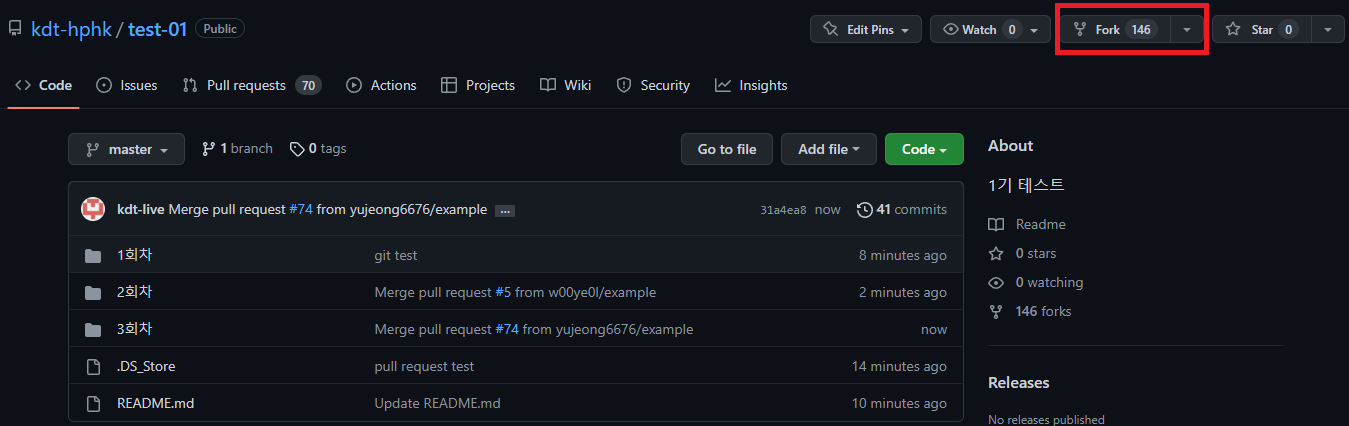 kdt-hphk / test-01 Public Edit Pins Watch 0 Fork 146 Star 0
Code Issues Pull requests 70 Actions Projects Wiki Security Insights
master 1 branch 0 tags Go to file Add file Code
kdt-live Merge pull request #74 from yujeong6676/example ... 31a4ea8 now 41 commits
1회차 git test 8 minutes ago
2회차 Merge pull request #5 from w00ye0l/example 2 minutes ago
3회차 Merge pull request #74 from yujeong6676/example now
.DS_Store pull request test 14 minutes ago
README.md Update README.md 10 minutes ago
About
1기 테스트
Readme
0 stars
0 watching
146 forks
Releases
No releases published